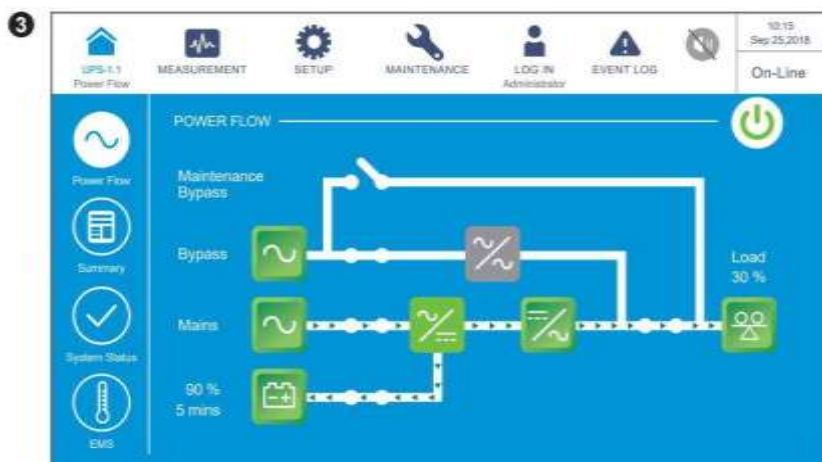 3
UPS-1.1
Power Flow
MEASUREMENT
SETUP
MAINTENANCE
LOG IN
Administrator
EVENT LOG
10:15
Sep 25,2018
On-Line
POWER FLOW
Power Flow
Summary
System Status
EMS
Maintenance
Bypass
Bypass
Load
30 %
Mains
90 %
5 mins